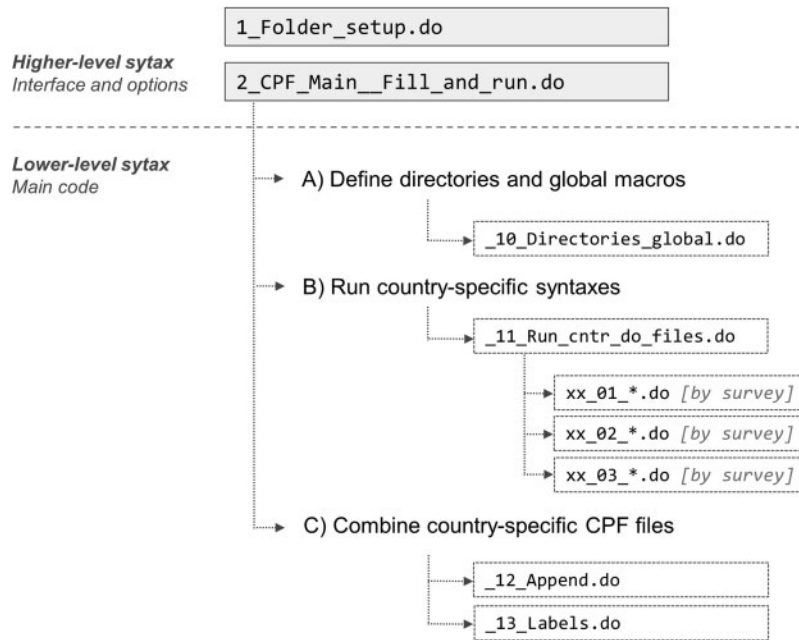 1_Folder_setup.do
Higher-level sytax
Interface and options
2_CPF_Main__Fill_and_run.do
Lower-level sytax
Main code
A) Define directories and global macros
_10_Directories_global.do
B) Run country-specific syntaxes
_11_Run_cntr_do_files.do
xx_01_*.do [by survey]
xx_02_*.do [by survey]
xx_03_*.do [by survey]
C) Combine country-specific CPF files
_12_Append.do
_13_Labels.do